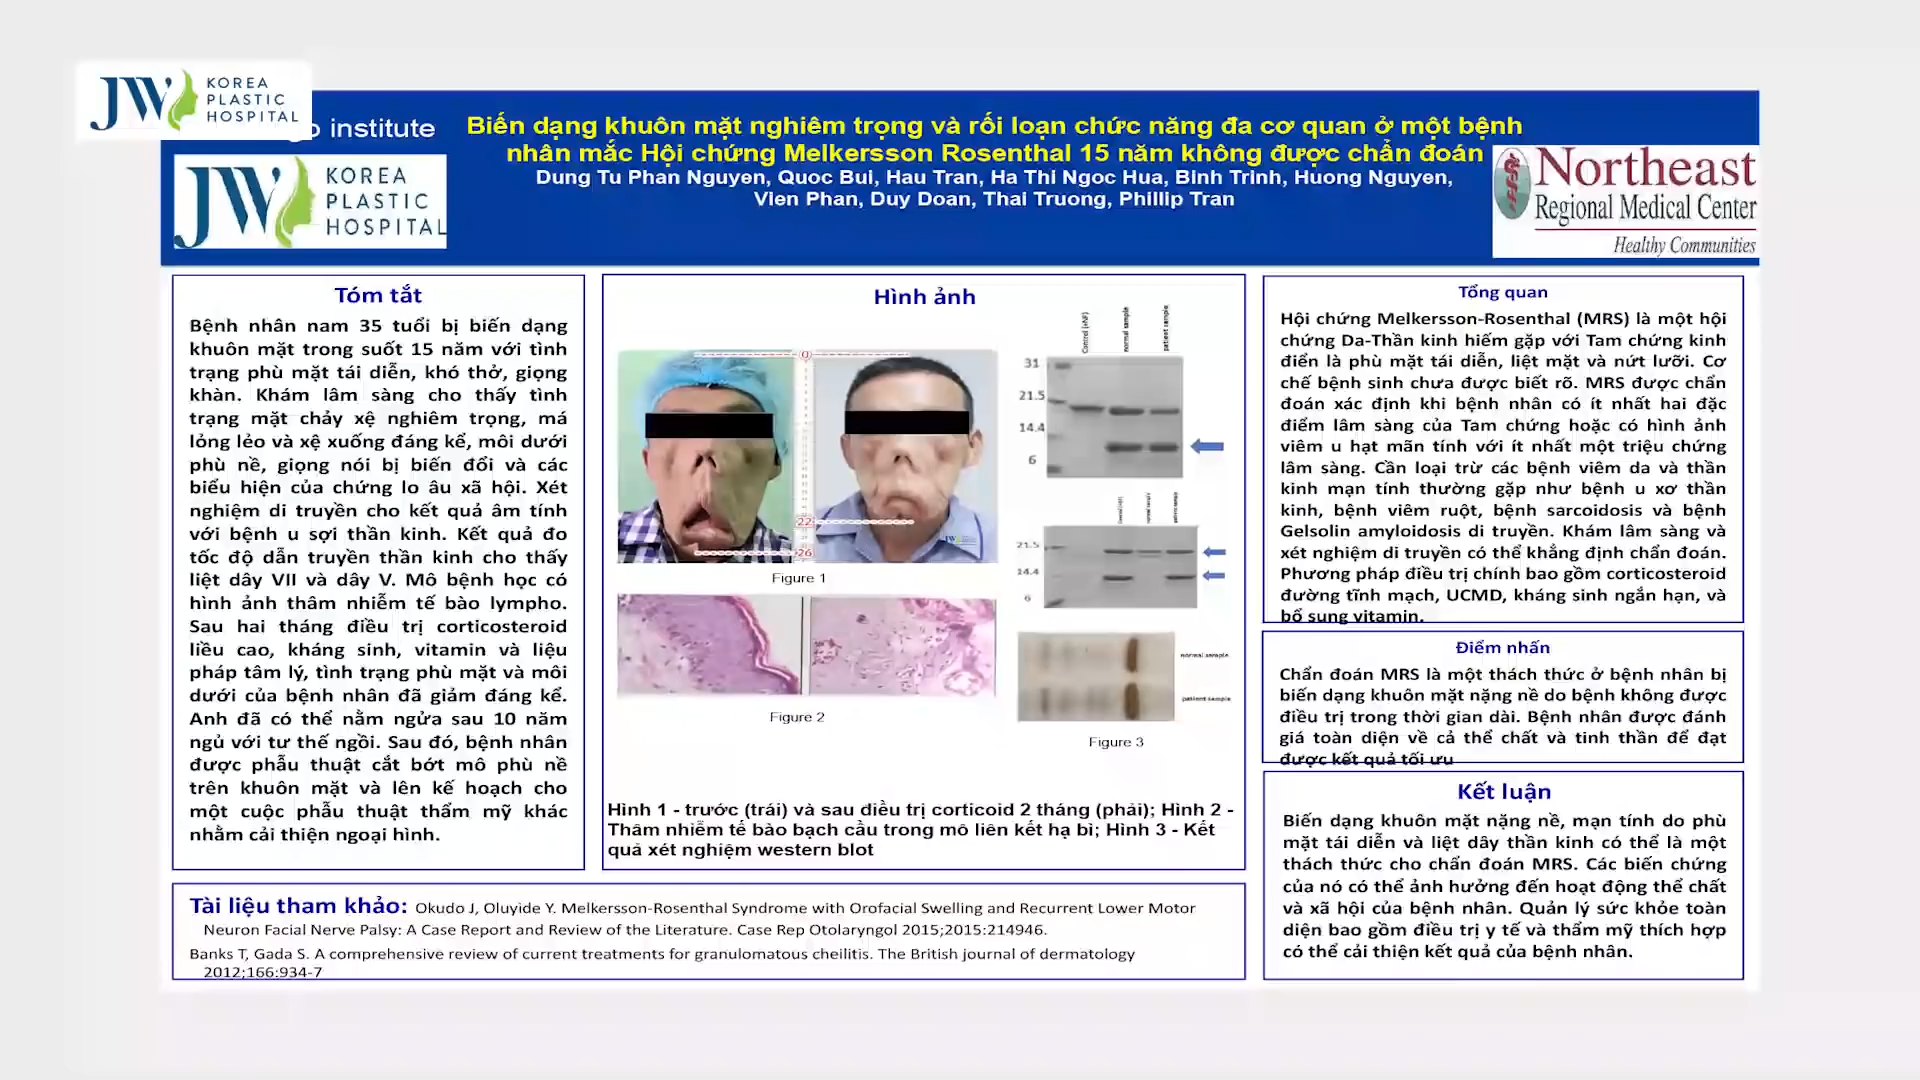 JW KOREA
PLASTIC
HOSPITAL
institute
JW KOREA
PLASTIC
HOSPITAL
Biến dạng khuôn mặt nghiêm trọng và rối loạn chức năng đa cơ quan ở một bệnh
nhân mắc Hội chứng Melkersson Rosenthal 15 năm không được chẩn đoán
Dung Tu Phan Nguyen, Quoc Bui, Hau Tran, Ha Thi Ngoc Hua, Binh Trinh, Huong Nguyen,
Vien Phan, Duy Doan, Thai Truong, Phillip Tran
Northeast
Regional Medical Center
Healthy Communities
Tóm tắt
Bệnh nhân nam 35 tuổi bị biến dạng
khuôn mặt trong suốt 15 năm với tình
trạng phù mặt tái diễn, khó thở, giọng
khàn. Khám lâm sàng cho thấy tình
trạng mặt chảy xệ nghiêm trọng, má
lỏng lẻo và xệ xuống đáng kể, môi dưới
phù nề, giọng nói bị biến đổi và các
biểu hiện của chứng lo âu xã hội. Xét
nghiệm di truyền cho kết quả âm tính
với bệnh u sợi thần kinh. Kết quả đo
tốc độ dẫn truyền thần kinh cho thấy
liệt dây VII và dây V. Mô bệnh học có
hình ảnh thâm nhiễm tế bào lympho.
Sau hai tháng điều trị corticosteroid
liều cao, kháng sinh, vitamin và liệu
pháp tâm lý, tình trạng phù mặt và môi
dưới của bệnh nhân đã giảm đáng kể.
Anh đã có thể nằm ngửa sau 10 năm
ngủ với tư thế ngồi. Sau đó, bệnh nhân
được phẫu thuật cắt bớt mô phù nề
trên khuôn mặt và lên kế hoạch cho
một cuộc phẫu thuật thẩm mỹ khác
nhằm cải thiện ngoại hình.
Hình ảnh
0
22
26
Figure 1
Figure 2
normal sample
patient sample
31
21.5
14.4
6
21.5
14.4
6
normal sample
patient sample
Figure 3
Hình 1 - trước (trái) và sau điều trị corticoid 2 tháng (phải); Hình 2 -
Thâm nhiễm tế bào bạch cầu trong mô liên kết hạ bì; Hình 3 - Kết
quả xét nghiệm western blot
Tổng quan
Hội chứng Melkersson-Rosenthal (MRS) là một hội
chứng Da-Thần kinh hiếm gặp với Tam chứng kinh
điển là phù mặt tái diễn, liệt mặt và nứt lưỡi. Cơ
chế bệnh sinh chưa được biết rõ. MRS được chẩn
đoán xác định khi bệnh nhân có ít nhất hai đặc
điểm lâm sàng của Tam chứng hoặc có hình ảnh
viêm u hạt mãn tính với ít nhất một triệu chứng
lâm sàng. Cần loại trừ các bệnh viêm da và thần
kinh mạn tính thường gặp như bệnh u xơ thần
kinh, bệnh viêm ruột, bệnh sarcoidosis và bệnh
Gelsolin amyloidosis di truyền. Khám lâm sàng và
xét nghiệm di truyền có thể khẳng định chẩn đoán.
Phương pháp điều trị chính bao gồm corticosteroid
đường tĩnh mạch, UCMD, kháng sinh ngắn hạn, và
bổ sung vitamin.
Điểm nhấn
Chẩn đoán MRS là một thách thức ở bệnh nhân bị
biến dạng khuôn mặt nặng nề do bệnh không được
điều trị trong thời gian dài. Bệnh nhân được đánh
giá toàn diện về cả thể chất và tinh thần để đạt
được kết quả tối ưu
Kết luận
Biến dạng khuôn mặt nặng nề, mạn tính do phù
mặt tái diễn và liệt dây thần kinh có thể là một
thách thức cho chẩn đoán MRS. Các biến chứng
của nó có thể ảnh hưởng đến hoạt động thể chất
và xã hội của bệnh nhân. Quản lý sức khỏe toàn
diện bao gồm điều trị y tế và thẩm mỹ thích hợp
có thể cải thiện kết quả của bệnh nhân.
Tài liệu tham khảo: Okudo J, Oluyide Y. Melkersson-Rosenthal Syndrome with Orofacial Swelling and Recurrent Lower Motor
Neuron Facial Nerve Palsy: A Case Report and Review of the Literature. Case Rep Otolaryngol 2015;2015:214946.
Banks T, Gada S. A comprehensive review of current treatments for granulomatous cheilitis. The British journal of dermatology
2012;166:934-7